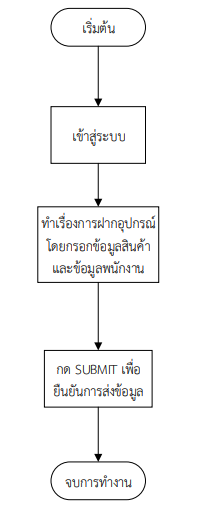 เริ่มต้น
เข้าสู่ระบบ
ทำเรื่องการฝากอุปกรณ์
โดยกรอกข้อมูลสินค้า
และข้อมูลพนักงาน
กด SUBMIT เพื่อ
ยืนยันการส่งข้อมูล
จบการทำงาน